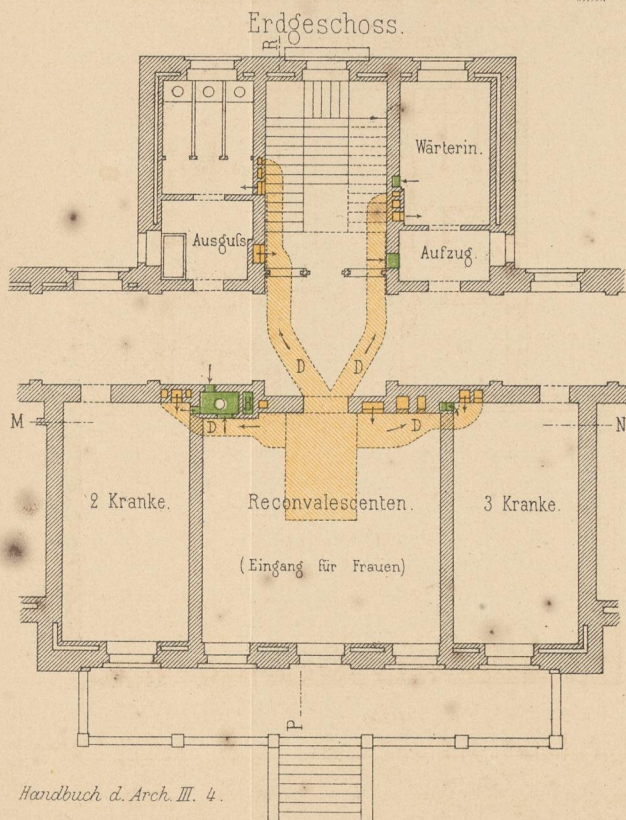 Erdgeschoss.
R
Wärterin.
Ausguſs
Aufzug.
D
D
M
D
D
N
2 Kranke.
Reconvalescenten.
3 Kranke.
(Eingang für Frauen)
P
Handbuch d. Arch. III. 4.